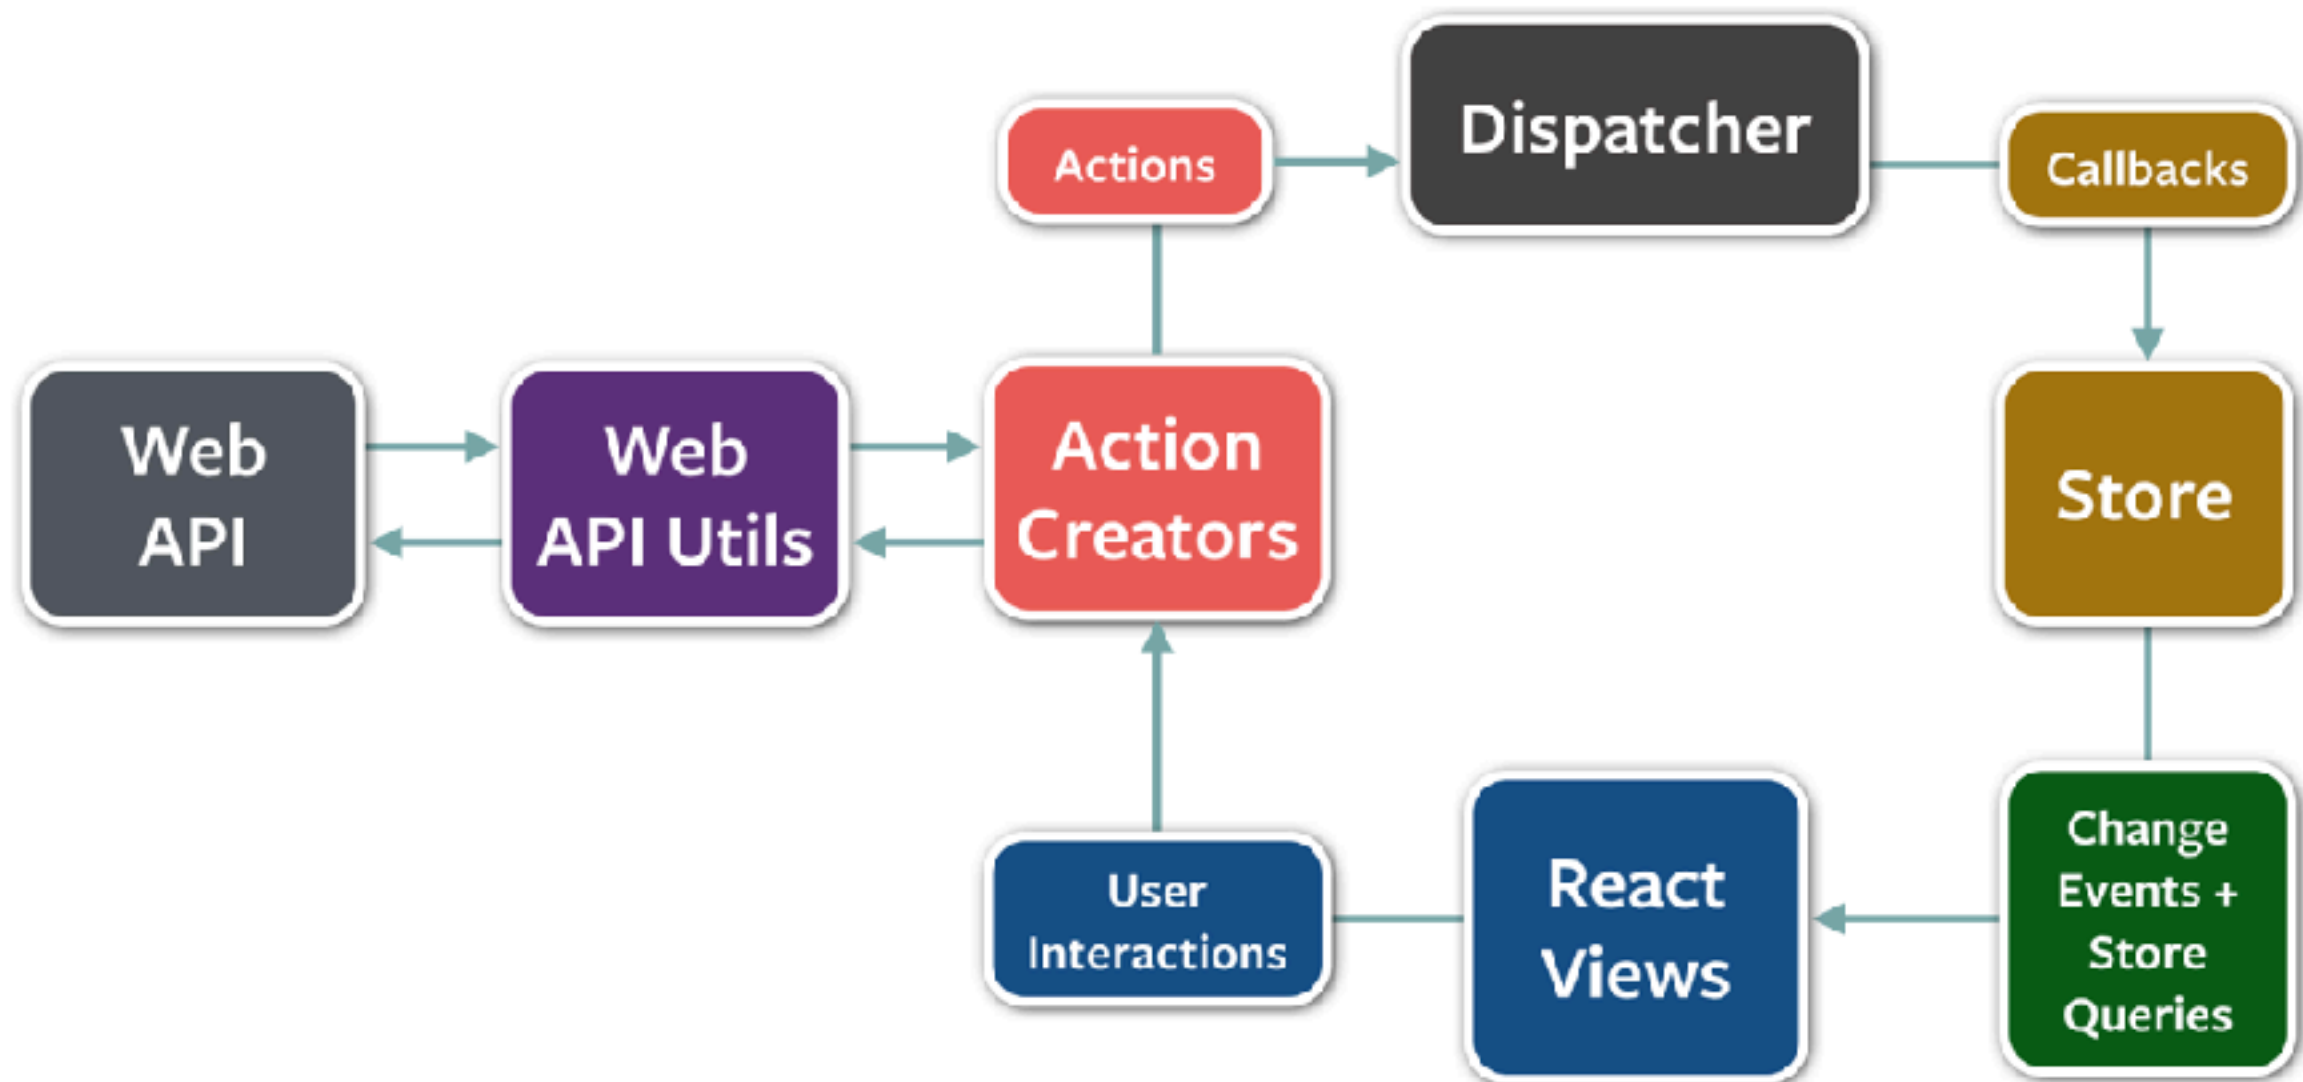 Dispatcher
Actions
Callbacks
Web
API
Web
API Utils
Action
Creators
Store
User
Interactions
React
Views
Change
Events +
Store
Queries